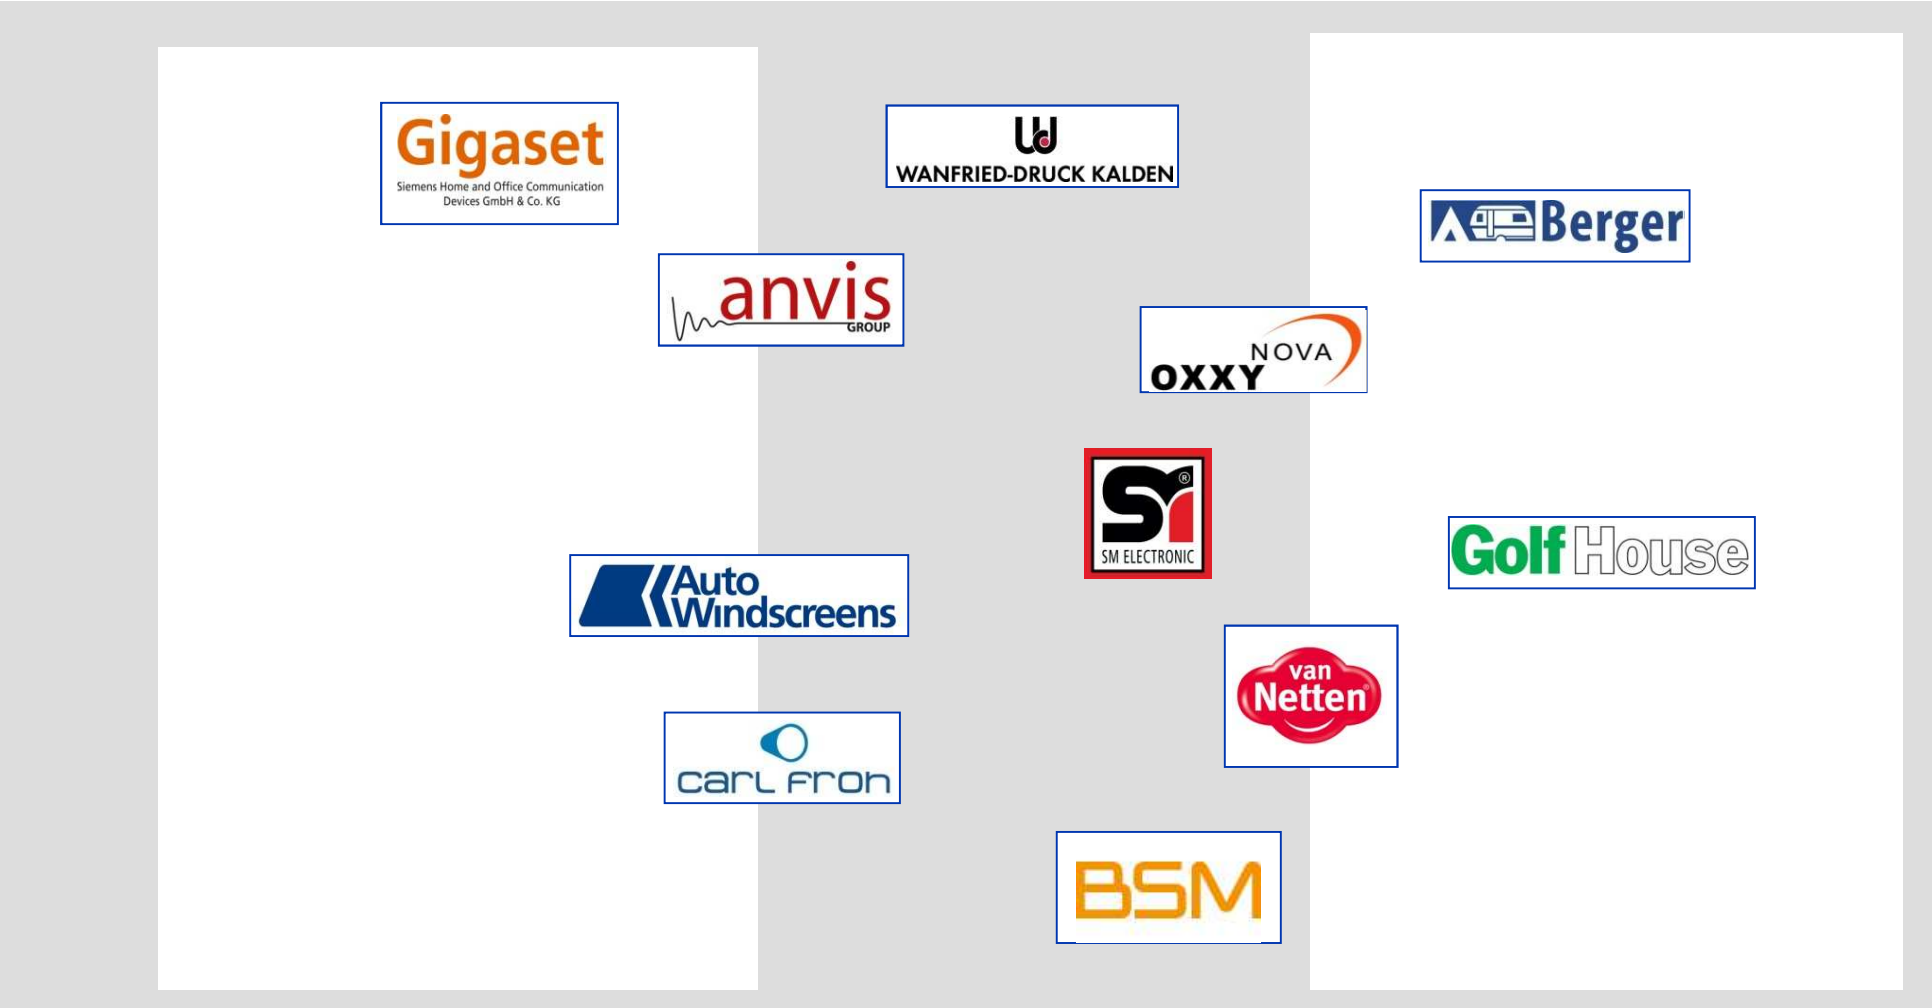 Gigaset
Siemens Home and Office Communication
Devices GmbH & Co. KG
WANFRIED-DRUCK KALDEN
Berger
anvis
GROUP
NOVA
OXXY
SM
®
SM ELECTRONIC
Golf House
Auto
Windscreens
van
Netten®
carl Fron
BSM